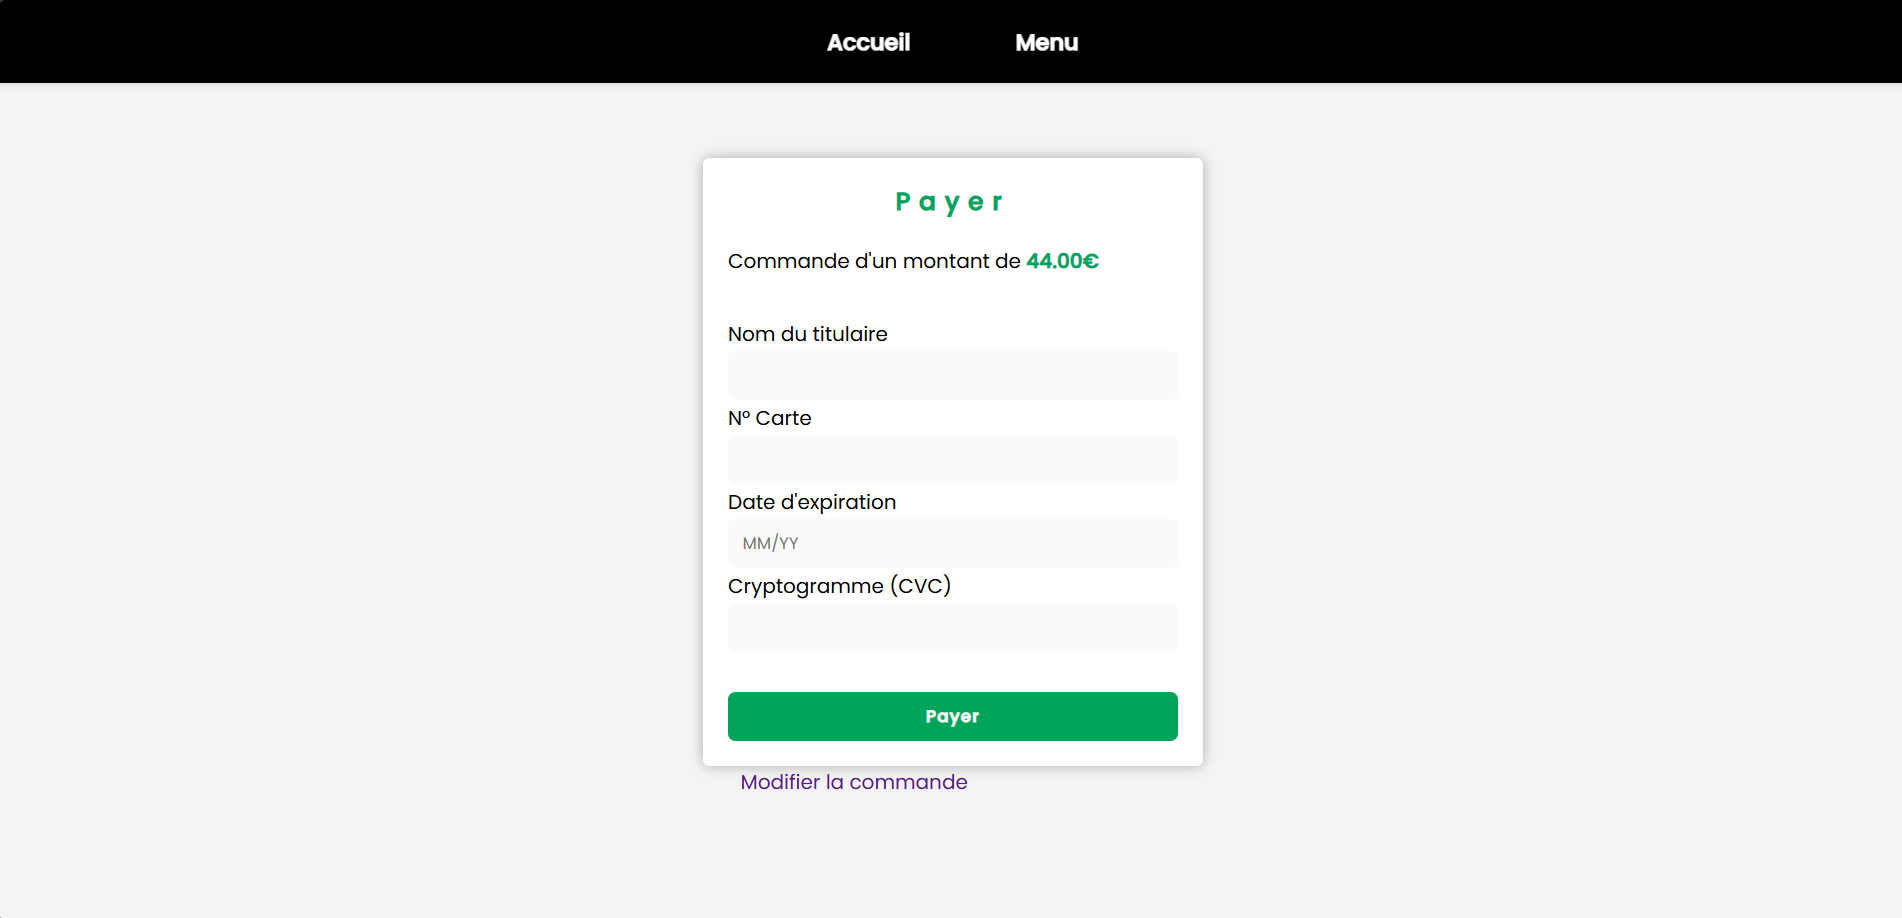 Accueil Menu
Payer
Commande d'un montant de 44.00€
Nom du titulaire
N° Carte
Date d'expiration
MM/YY
Cryptogramme (CVC)
Payer
Modifier la commande